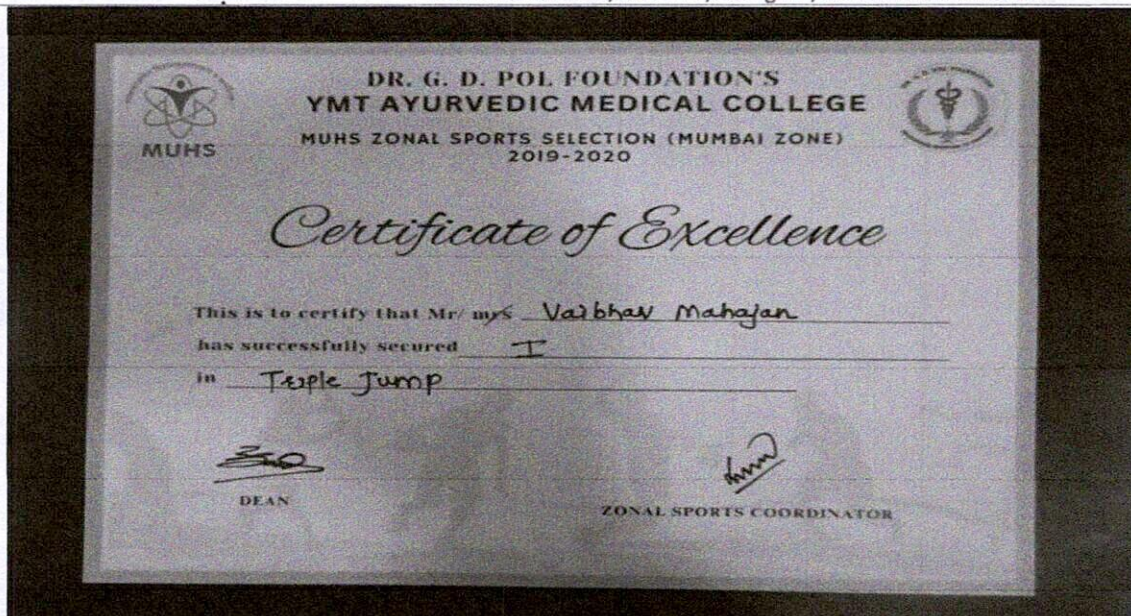 DR. G. D. POL FOUNDATION'S
YMT AYURVEDIC MEDICAL COLLEGE
MUHS ZONAL SPORTS SELECTION (MUMBAI ZONE)
2019-2020
MUHS
Certificate of Excellence
This is to certify that Mr/ m/s Vaibhav Mahajan
has successfully secured I
in Triple Jump
DEAN
ZONAL SPORTS COORDINATOR